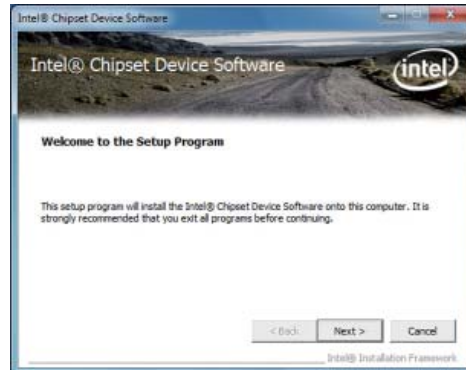 Intel® Chipset Device Software
Intel® Chipset Device Software
intel
Welcome to the Setup Program
This setup program will install the Intel® Chipset Device Software onto this computer. It is
strongly recommended that you exit all programs before continuing.
< Back Next > Cancel
Intel® Installation Framework